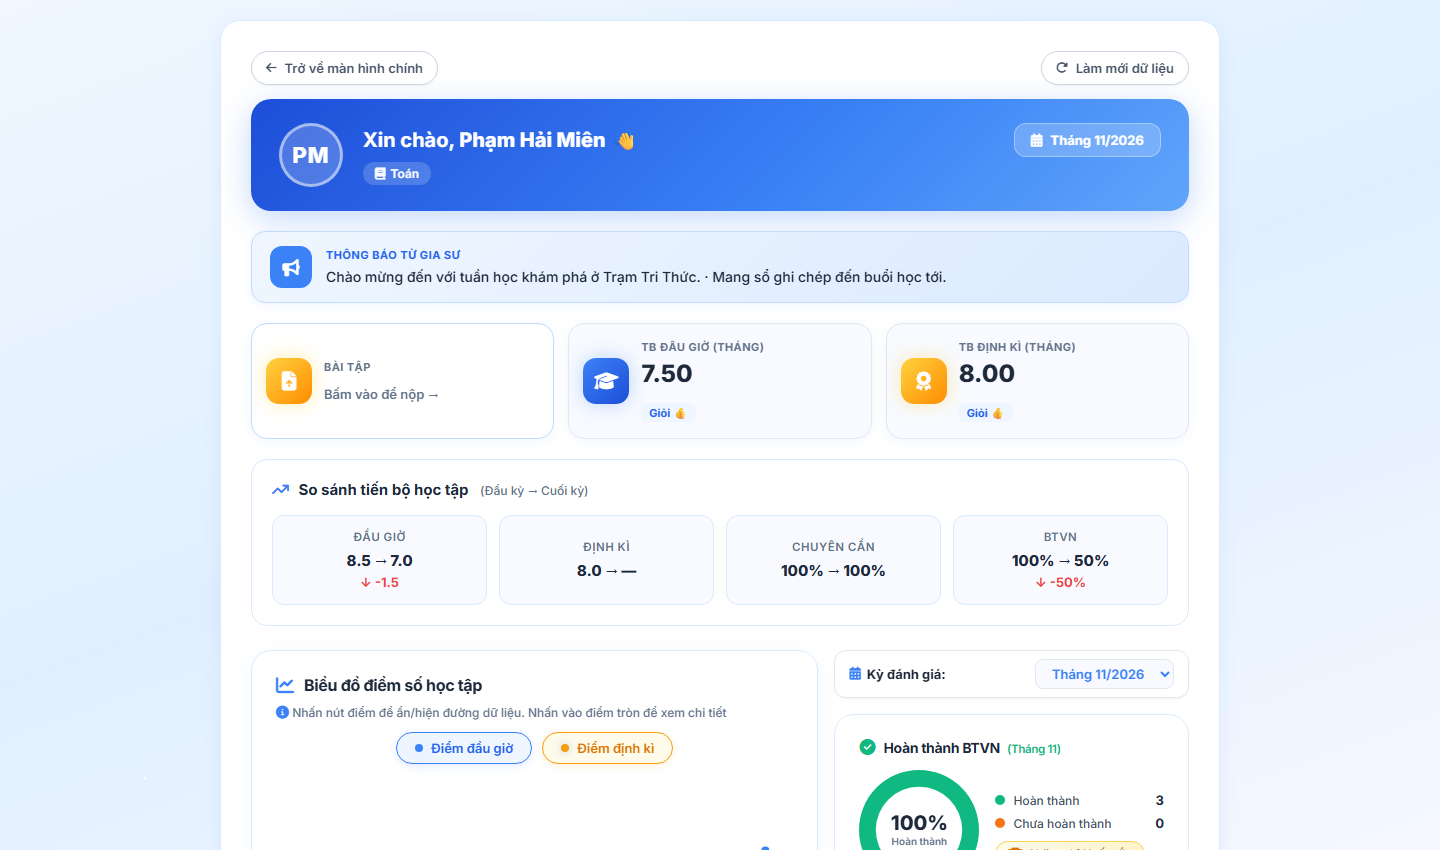 Trở về màn hình chính
Làm mới dữ liệu
PM
Xin chào, Phạm Hải Miên 👋
Toán
Tháng 11/2026
THÔNG BÁO TỪ GIA SƯ
Chào mừng đến với tuần học khám phá ở Trạm Tri Thức. · Mang sổ ghi chép đến buổi học tới.
BÀI TẬP
Bấm vào để nộp →
TB ĐẦU GIỜ (THÁNG)
7.50
Giỏi 👍
TB ĐỊNH KÌ (THÁNG)
8.00
Giỏi 👍
So sánh tiến bộ học tập (Đầu kỳ → Cuối kỳ)
ĐẦU GIỜ
8.5 → 7.0
↓ -1.5
ĐỊNH KÌ
8.0 → —
CHUYÊN CẦN
100% → 100%
BTVN
100% → 50%
↓ -50%
Biểu đồ điểm số học tập
Nhấn nút điểm để ẩn/hiện đường dữ liệu. Nhấn vào điểm tròn để xem chi tiết
Điểm đầu giờ
Điểm định kì
Kỳ đánh giá:
Tháng 11/2026
Hoàn thành BTVN (Tháng 11)
100%
Hoàn thành
Hoàn thành 3
Chưa hoàn thành 0